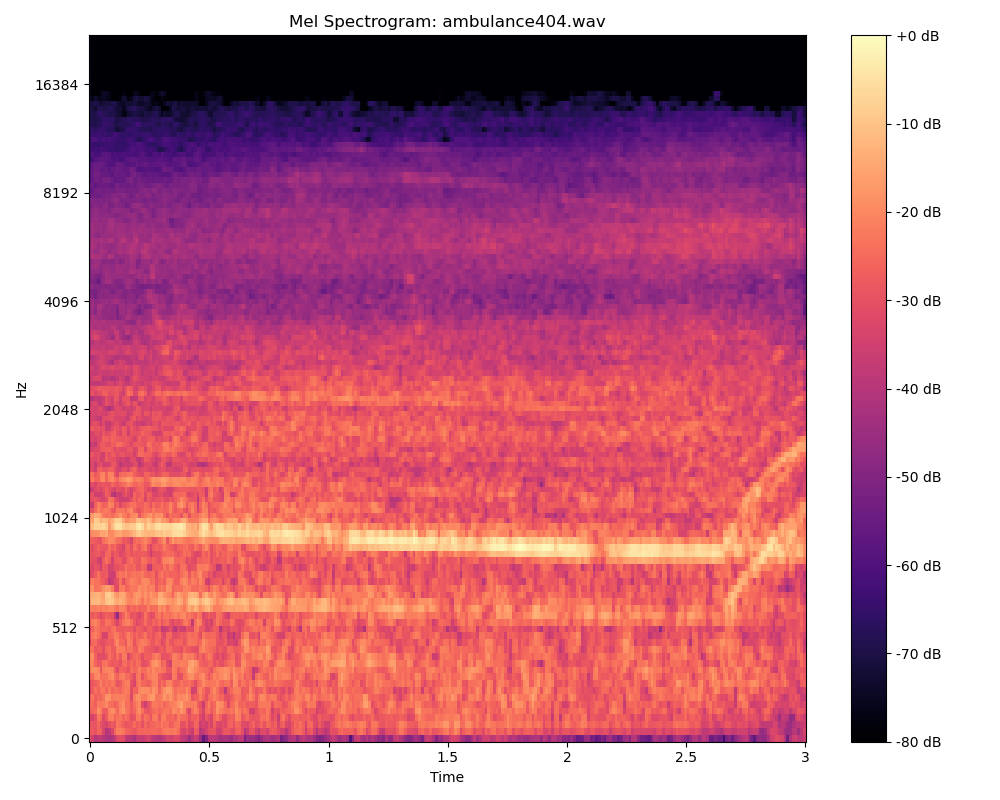 Mel Spectrogram: ambulance404.wav
+0 dB
16384
-10 dB
8192
-20 dB
4096
-30 dB
Hz
2048
-40 dB
-50 dB
1024
-60 dB
512
-70 dB
0
-80 dB
0 0.5 1 1.5 2 2.5 3
Time